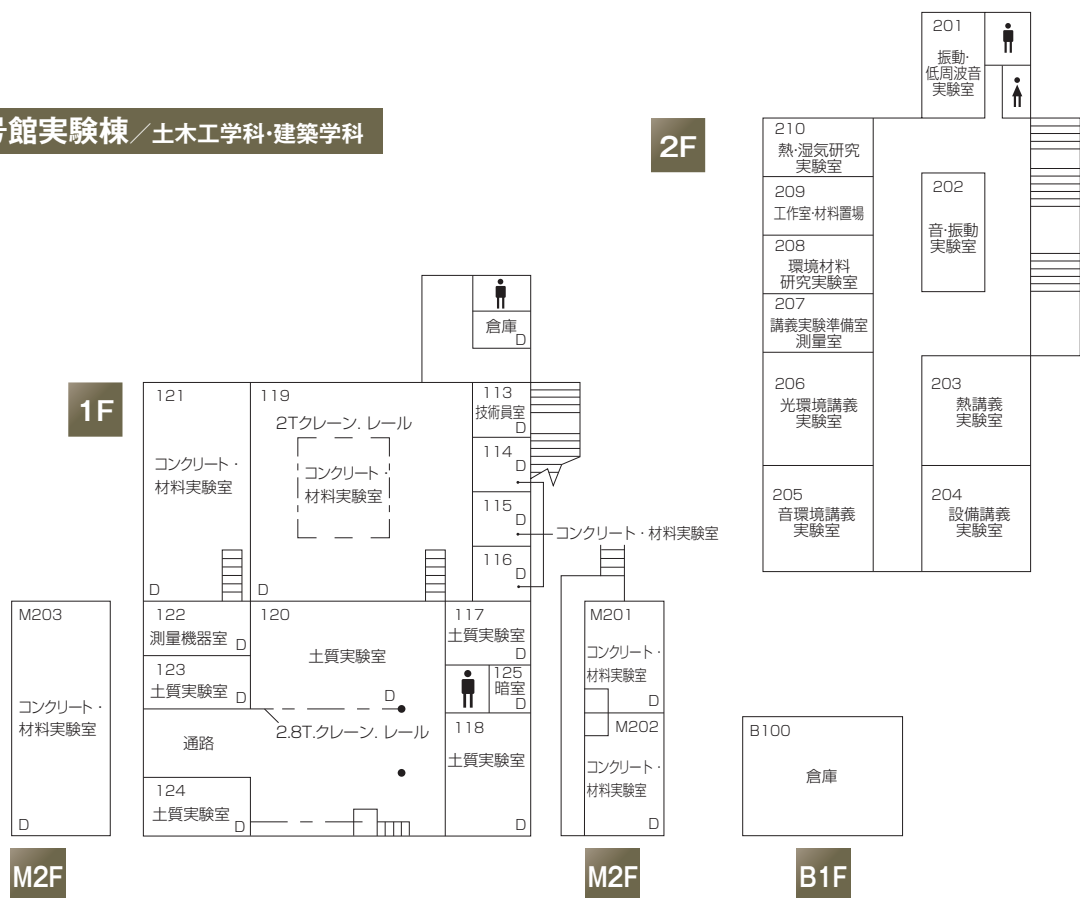 号館実験棟／土木工学科・建築学科
2F
201
振動・
低周波音
実験室
210
熱・湿気研究
実験室
209
工作室・材料置場
208
環境材料
研究実験室
207
講義実験準備室
測量室
206
光環境講義
実験室
205
音環境講義
実験室
202
音・振動
実験室
203
熱講義
実験室
204
設備講義
実験室
1F
倉庫
D
121
コンクリート・
材料実験室
D
119
2Tクレーン. レール
コンクリート・
材料実験室
D
113
技術員室
D
114
D
115
D
116
D
コンクリート・材料実験室
122
測量機器室
D
123
土質実験室
D
通路
124
土質実験室
D
120
土質実験室
D
2.8T.クレーン. レール
117
土質実験室
D
125
暗室
D
118
土質実験室
D
M203
コンクリート・
材料実験室
D
M2F
M201
コンクリート・
材料実験室
D
M202
コンクリート・
材料実験室
D
M2F
B100
倉庫
B1F